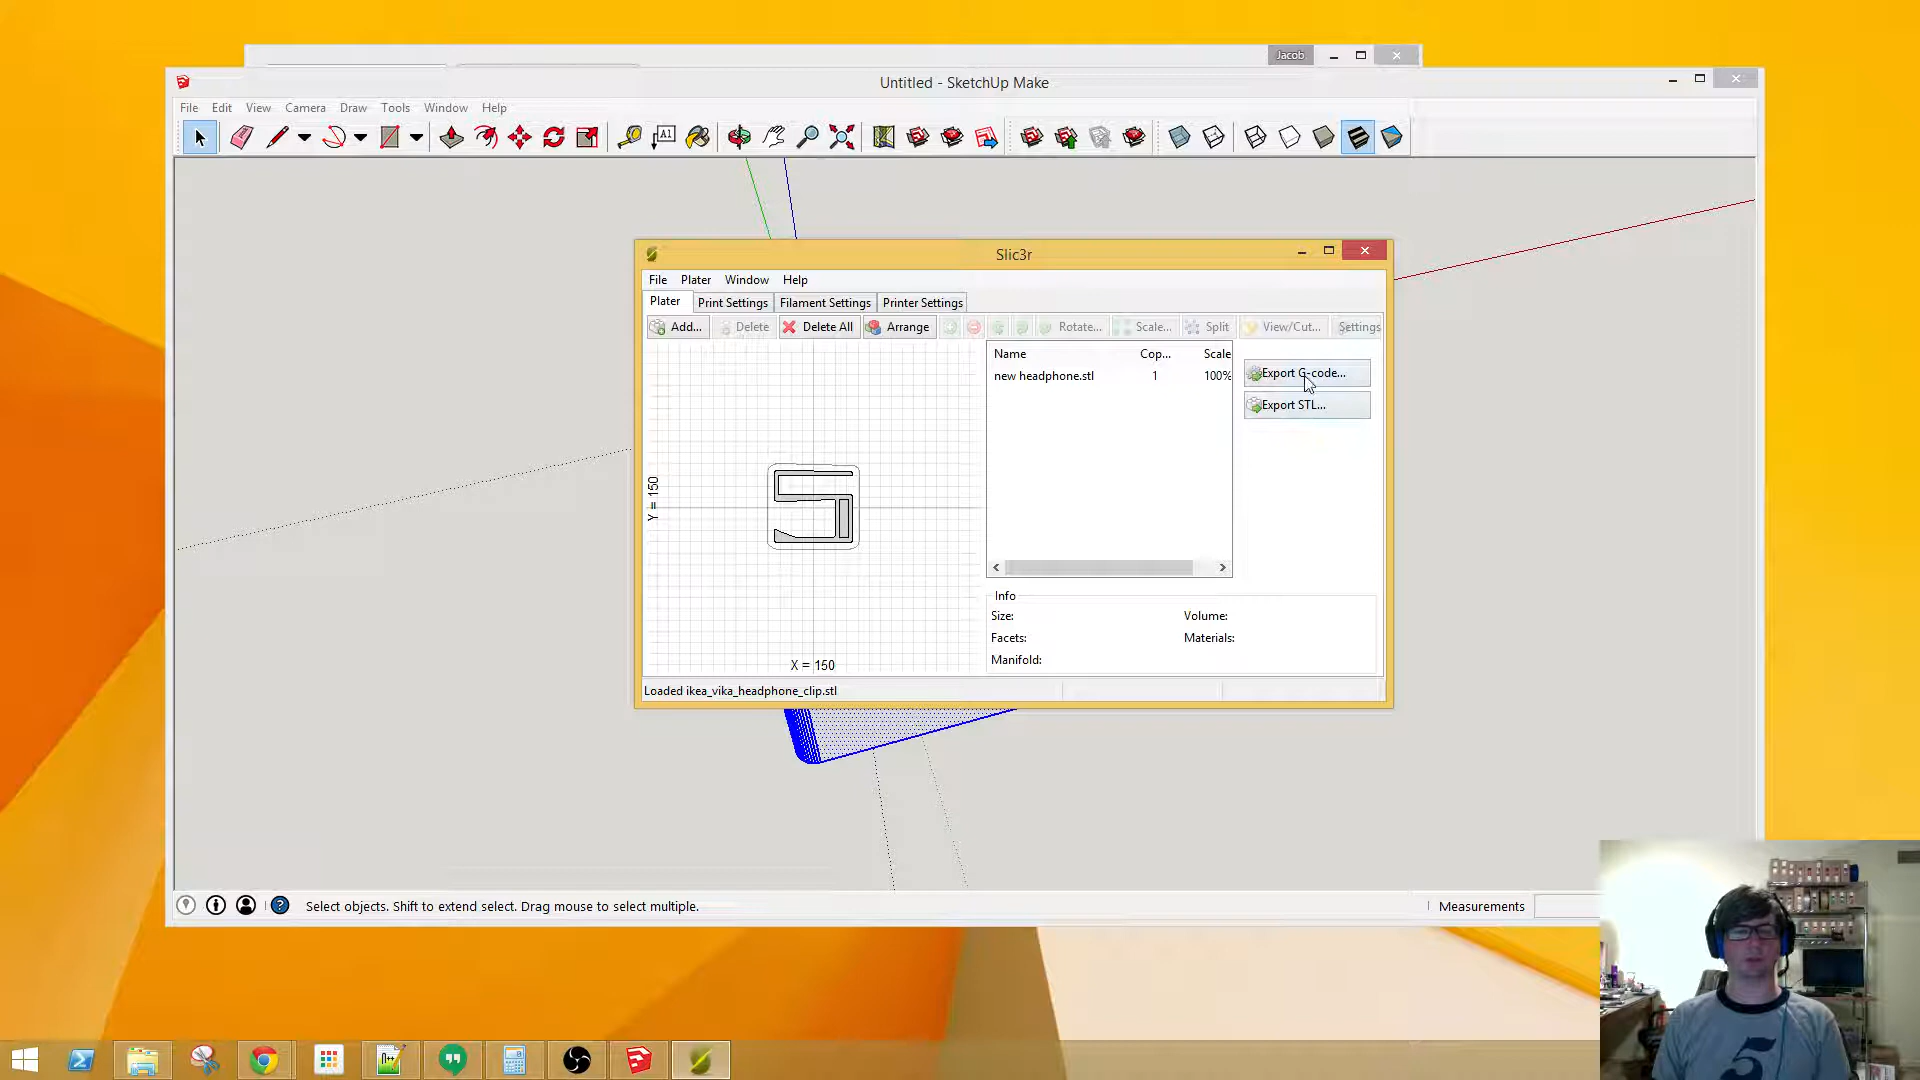 Jacob
Untitled - SketchUp Make
File Edit View Camera Draw Tools Window Help
A1
Slic3r
File Plater Window Help
Plater Print Settings Filament Settings Printer Settings
Add... Delete Delete All Arrange Rotate... Scale... Split View/Cut... Settings
Name Cop... Scale
new headphone.stl 1 100%
Export G-code...
Export STL...
Y = 150
X = 150
Info
Size: Volume:
Facets: Materials:
Manifold:
Loaded ikea_vika_headphone_clip.stl
Select objects. Shift to extend select. Drag mouse to select multiple.
Measurements
5